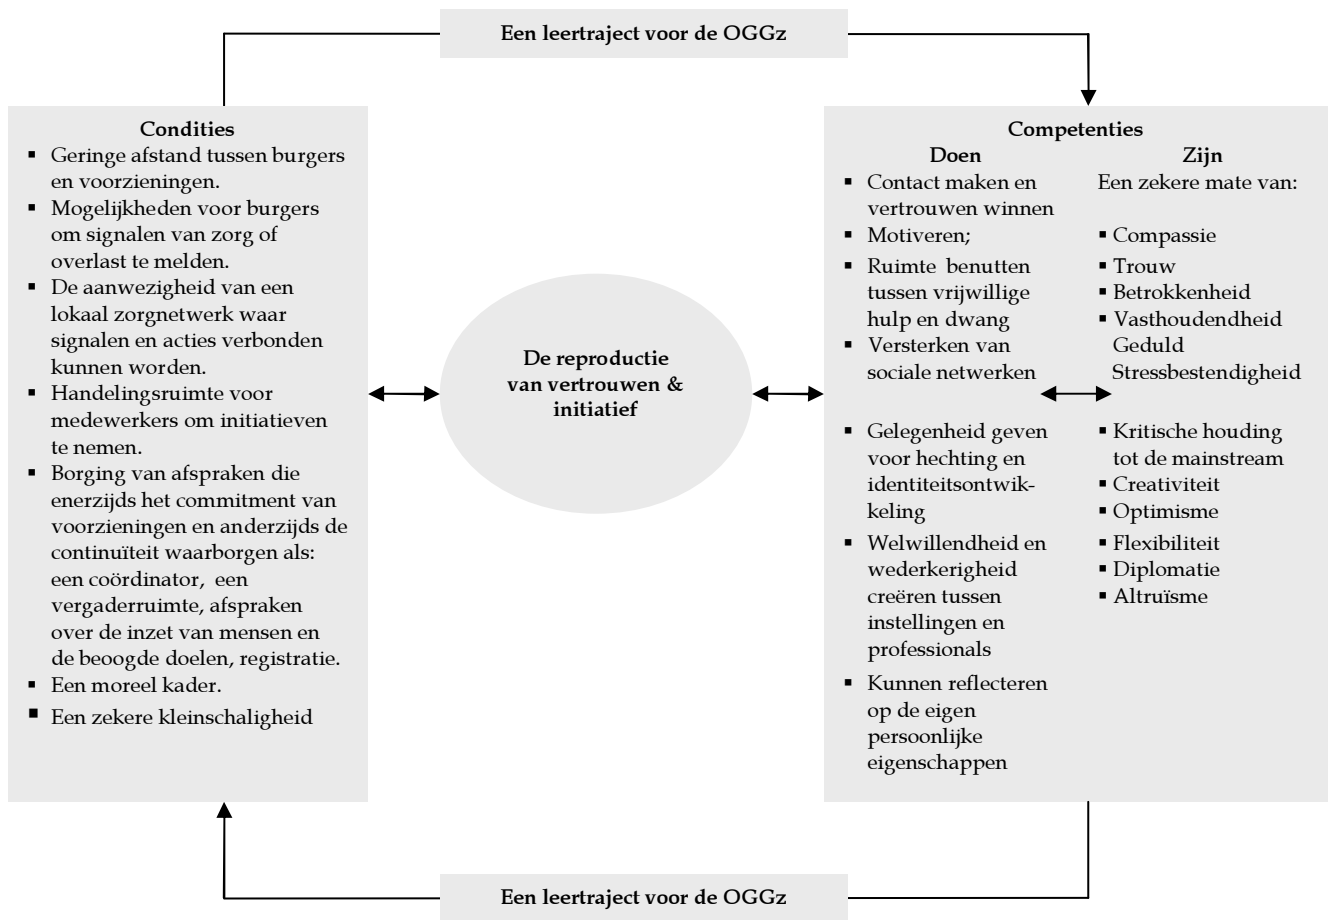 Een leertraject voor de OGGz
Condities
▪ Geringe afstand tussen burgers
en voorzieningen.
▪ Mogelijkheden voor burgers
om signalen van zorg of
overlast te melden.
▪ De aanwezigheid van een
lokaal zorgnetwerk waar
signalen en acties verbonden
kunnen worden.
▪ Handelingsruimte voor
medewerkers om initiatieven
te nemen.
▪ Borging van afspraken die
enerzijds het commitment van
voorzieningen en anderzijds de
continuïteit waarborgen als:
een coördinator, een
vergaderruimte, afspraken
over de inzet van mensen en
de beoogde doelen, registratie.
▪ Een moreel kader.
▪ Een zekere kleinschaligheid
De reproductie
van vertrouwen &
initiatief
Competenties
Doen
▪ Contact maken en
vertrouwen winnen
▪ Motiveren;
▪ Ruimte benutten
tussen vrijwillige
hulp en dwang
▪ Versterken van
sociale netwerken
▪ Gelegenheid geven
voor hechting en
identiteitsontwik-
keling
▪ Welwillendheid en
wederkerigheid
creëren tussen
instellingen en
professionals
▪ Kunnen reflecteren
op de eigen
persoonlijke
eigenschappen
Zijn
Een zekere mate van:
▪ Compassie
▪ Trouw
▪ Betrokkenheid
▪ Vasthoudendheid
Geduld
Stressbestendigheid
▪ Kritische houding
tot de mainstream
▪ Creativiteit
▪ Optimisme
▪ Flexibiliteit
▪ Diplomatie
▪ Altruïsme
Een leertraject voor de OGGz